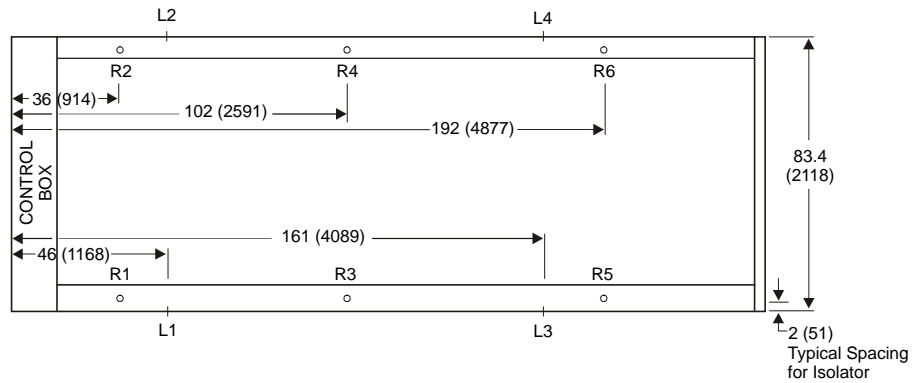 L2 L4
R2 R4 R6
36 (914)
102 (2591)
192 (4877)
CONTROL
BOX
83.4
(2118)
161 (4089)
46 (1168)
R1 R3 R5
L1 L3
2 (51)
Typical Spacing
for Isolator